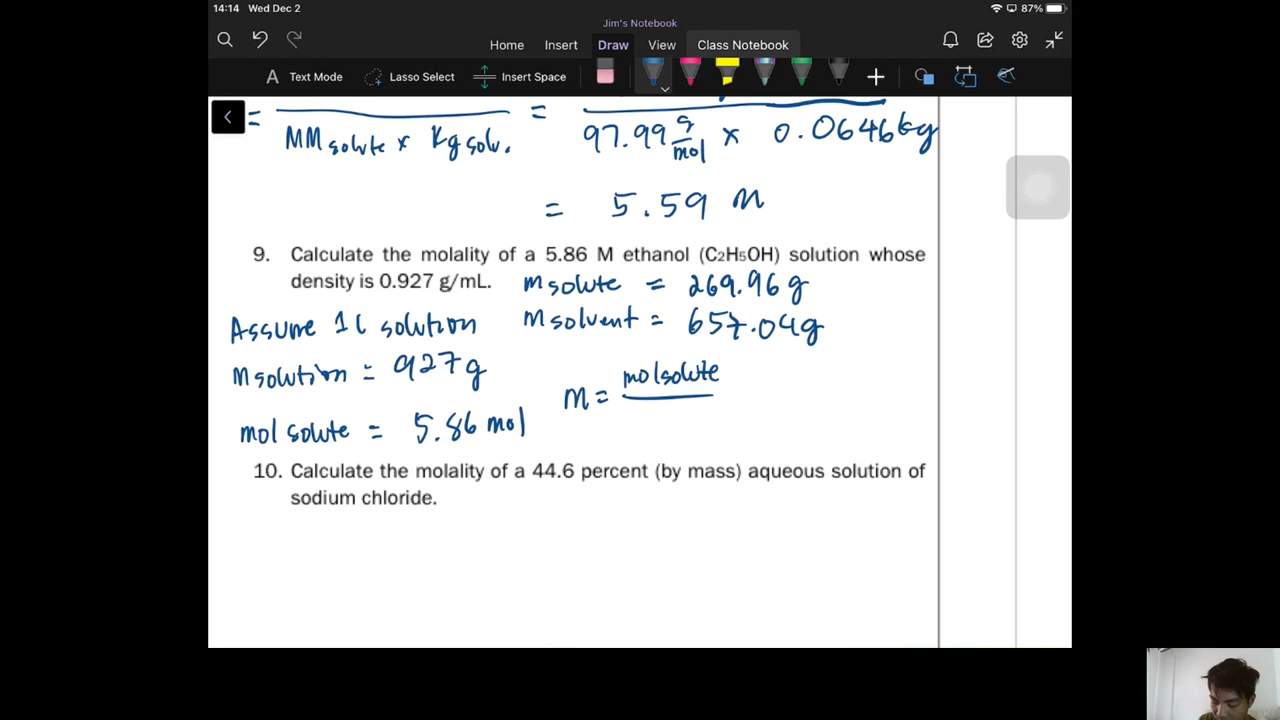 14:14 Wed Dec 2
87%
Jim's Notebook
Home Insert Draw View Class Notebook
Text Mode Lasso Select Insert Space
= MM solute x Kg solv. = 97.99 g/mol x 0.0646 kg
= 5.59 m
9. Calculate the molality of a 5.86 M ethanol (C2H5OH) solution whose
density is 0.927 g/mL.
m solute = 269.96 g
Assume 1 L solution
m solvent = 657.04 g
m solution = 927 g
m = mol solute
mol solute = 5.86 mol
10. Calculate the molality of a 44.6 percent (by mass) aqueous solution of
sodium chloride.